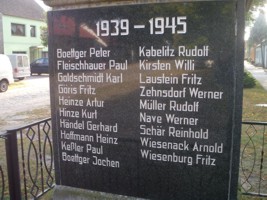 1939 - 1945
Boettger Peter
Fleischhauer Paul
Goldschmidt Karl
Göris Fritz
Heinze Artur
Hinze Kurt
Händel Gerhard
Hoffmann Heinz
Keßler Paul
Boettger Jochen
Kabelitz Rudolf
Kirsten Willi
Laustein Fritz
Zehnsdorf Werner
Müller Rudolf
Nave Werner
Schär Reinhold
Wiesenack Arnold
Wiesenburg Fritz